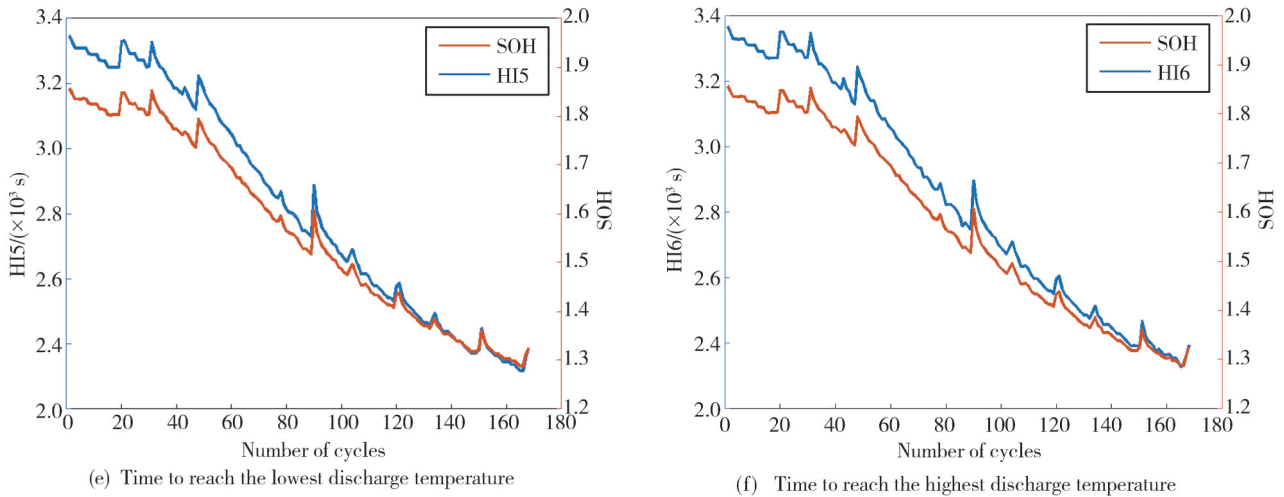 3.4
3.2
3.0
2.8
2.6
2.4
2.2
2.0
HI5/(×10³ s)
2.0
1.9
1.8
1.7
1.6
1.5
1.4
1.3
1.2
SOH
SOH
HI5
0 20 40 60 80 100 120 140 160 180
Number of cycles
(e) Time to reach the lowest discharge temperature
3.4
3.2
3.0
2.8
2.6
2.4
2.2
2.0
HI6/(×10³ s)
2.0
1.9
1.8
1.7
1.6
1.5
1.4
1.3
1.2
SOH
SOH
HI6
0 20 40 60 80 100 120 140 160 180
Number of cycles
(f) Time to reach the highest discharge temperature